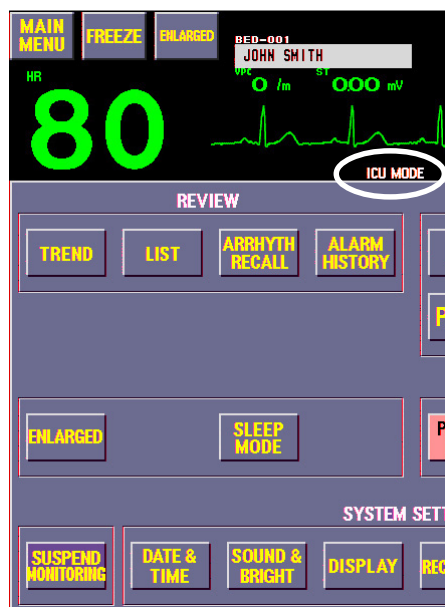 MAIN
MENU
FREEZE
ENLARGED
BED-001
JOHN SMITH
HR
80
VPC
0 /m
ST
0.00 mV
ICU MODE
REVIEW
TREND
LIST
ARRHYTH
RECALL
ALARM
HISTORY
P
ENLARGED
SLEEP
MODE
P
SYSTEM SET
SUSPEND
MONITORING
DATE &
TIME
SOUND &
BRIGHT
DISPLAY
REC